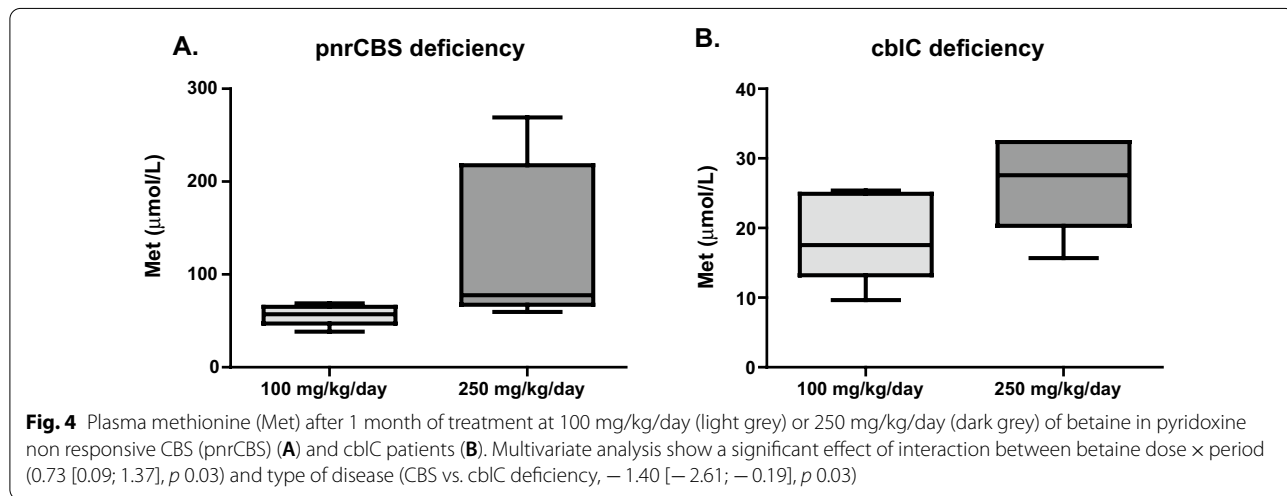 A.
pnrCBS deficiency
Met (μmol/L)
300
200
100
0
100 mg/kg/day
250 mg/kg/day
B.
cblC deficiency
Met (μmol/L)
40
30
20
10
0
100 mg/kg/day
250 mg/kg/day
Fig. 4 Plasma methionine (Met) after 1 month of treatment at 100 mg/kg/day (light grey) or 250 mg/kg/day (dark grey) of betaine in pyridoxine
non responsive CBS (pnrCBS) (A) and cblC patients (B). Multivariate analysis show a significant effect of interaction between betaine dose × period
(0.73 [0.09; 1.37], p 0.03) and type of disease (CBS vs. cblC deficiency, − 1.40 [− 2.61; − 0.19], p 0.03)